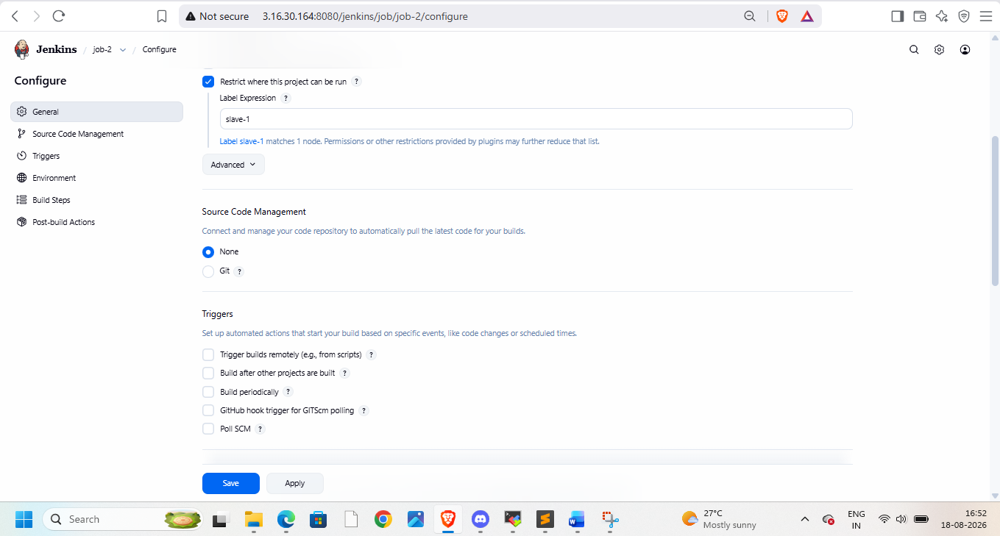 Not secure 3.16.30.164:8080/jenkins/job/job-2/configure
Jenkins / job-2 / Configure
Configure
General
Source Code Management
Triggers
Environment
Build Steps
Post-build Actions
Restrict where this project can be run ?
Label Expression ?
slave-1
Label slave-1 matches 1 node. Permissions or other restrictions provided by plugins may further reduce that list.
Advanced
Source Code Management
Connect and manage your code repository to automatically pull the latest code for your builds.
None
Git ?
Triggers
Set up automated actions that start your build based on specific events, like code changes or scheduled times.
Trigger builds remotely (e.g., from scripts) ?
Build after other projects are built ?
Build periodically ?
GitHub hook trigger for GITScm polling ?
Poll SCM ?
Save Apply
Search
27°C
Mostly sunny
ENG
IN
16:52
18-08-2026